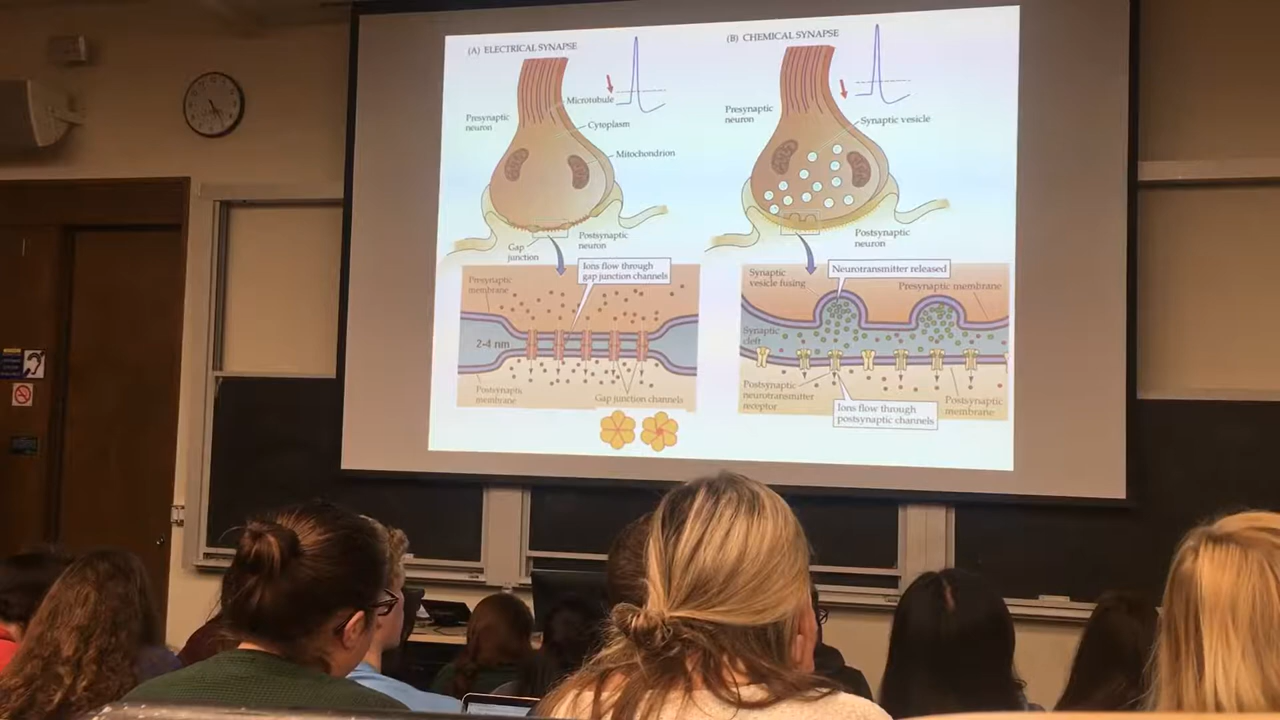 (A) ELECTRICAL SYNAPSE
Presynaptic
neuron
Microtubule
Cytoplasm
Mitochondrion
Gap
junction
Postsynaptic
neuron
Presynaptic
membrane
Ions flow through
gap junction channels
2-4 nm
Postsynaptic
membrane
Gap junction channels
(B) CHEMICAL SYNAPSE
Presynaptic
neuron
Synaptic vesicle
Postsynaptic
neuron
Synaptic
vesicle fusing
Neurotransmitter released
Presynaptic membrane
Synaptic
cleft
Postsynaptic
neurotransmitter
receptor
Ions flow through
postsynaptic channels
Postsynaptic
membrane